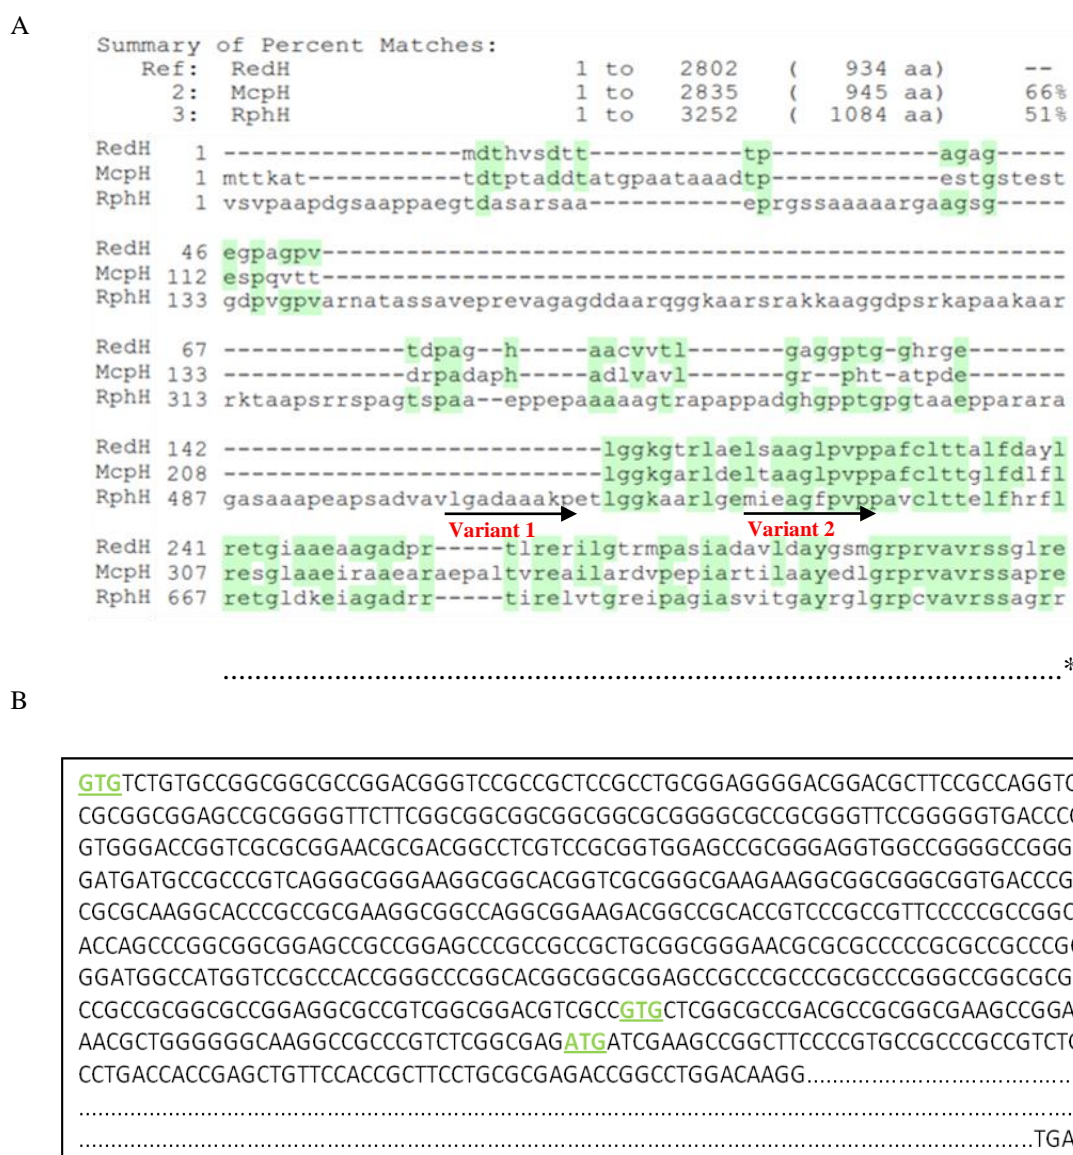 A
Summary of Percent Matches:
Ref: RedH 1 to 2802 ( 934 aa) --
2: McpH 1 to 2835 ( 945 aa) 66%
3: RphH 1 to 3252 ( 1084 aa) 51%
RedH 1 -----------------mdthvsdtt-----------tp------------agag-----
McpH 1 mttkat-----------tdtptaddtatgpaataaadtp------------estgstest
RphH 1 vsvpaapdgsaappaegtdasarsaa-----------eprgssaaaaargaagsg-----
RedH 46 egpagpv----------------------------------------------
McpH 112 espqvtt----------------------------------------------
RphH 133 gdpvgpvarnatassaveprevagagddaarqggkaarsrakkaaggdpsrkapaakaar
RedH 67 -------------tdpag--h-----aacvvtl-------gaggptg-ghrge-------
McpH 133 -------------drpadaph-----adlvavl-------gr--pht-atpde-------
RphH 313 rktaapsrrspagtspaa--eppepaaaaagtrapappadghgpptgpgtaaepparara
RedH 142 ---------------------------lggkgtrlaelsaaglpvppafclttalfdayl
McpH 208 ---------------------------lggkgarldeltaaglpvppafclttglfdlfl
RphH 487 gasaaapeapsadvavlgadaaakpetlggkaarlgemieagfpvppavclttelfhrfl
Variant 1 Variant 2
RedH 241 retgiaaeaagadpr-----tlrerilgtrmpasiadavldaygsmgrprvavrssglre
McpH 307 resglaaeiraaearaepaltvreailardvpepiartilaayedlgrprvavrssapre
RphH 667 retgldkeiagadrr-----tirelvtgreipagiasvitgayrglgrpcvavrssagrr
..........................................................................................................*
B
GTGTCTGTGCCGGCGGCGCCGGACGGGTCCGCCGCTCCGCCTGCGGAGGGGACGGACGCTTCCGCCAGGTC
CGCGGCGGAGCCGCGGGGTTCTTCGGCGGCGGCGGCGGCGCGGGGCGCCGCGGGTTCCGGGGGTGACCC
GTGGGACCGGTCGCGCGGAACGCGACGGCCTCGTCCGCGGTGGAGCCGCGGGAGGTGGCCGGGGCCGGG
GATGATGCCGCCCGTCAGGGCGGGAAGGCGGCACGGTCGCGGGCGAAGAAGGCGGCGGGCGGTGACCCG
CGCGCAAGGCACCCGCCGCGAAGGCGGCCAGGCGGAAGACGGCCGCACCGTCCCGCCGTTCCCCCGCCGGC
ACCAGCCCGGCGGCGGAGCCGCCGGAGCCCGCCGCCGCTGCGGCGGGAACGCGCGCCCCCGCGCCGCCCG
GGATGGCCATGGTCCGCCCACCGGGCCCGGCACGGCGGCGGAGCCGCCCGCCCGCGCCCGGGCCGGCGCG
CCGCCGCGGCGCCGGAGGCGCCGTCGGCGGACGTCGCCGTGCTCGGCGCCGACGCCGCGGCGAAGCCGGA
AACGCTGGGGGGCAAGGCCGCCCGTCTCGGCGAGATGATCGAAGCCGGCTTCCCCGTGCCGCCCGCCGTCT
CCTGACCACCGAGCTGTTCCACCGCTTCCTGCGCGAGACCGGCCTGGACAAGG..................................
..........................................................................................................
..........................................................................................................TGA